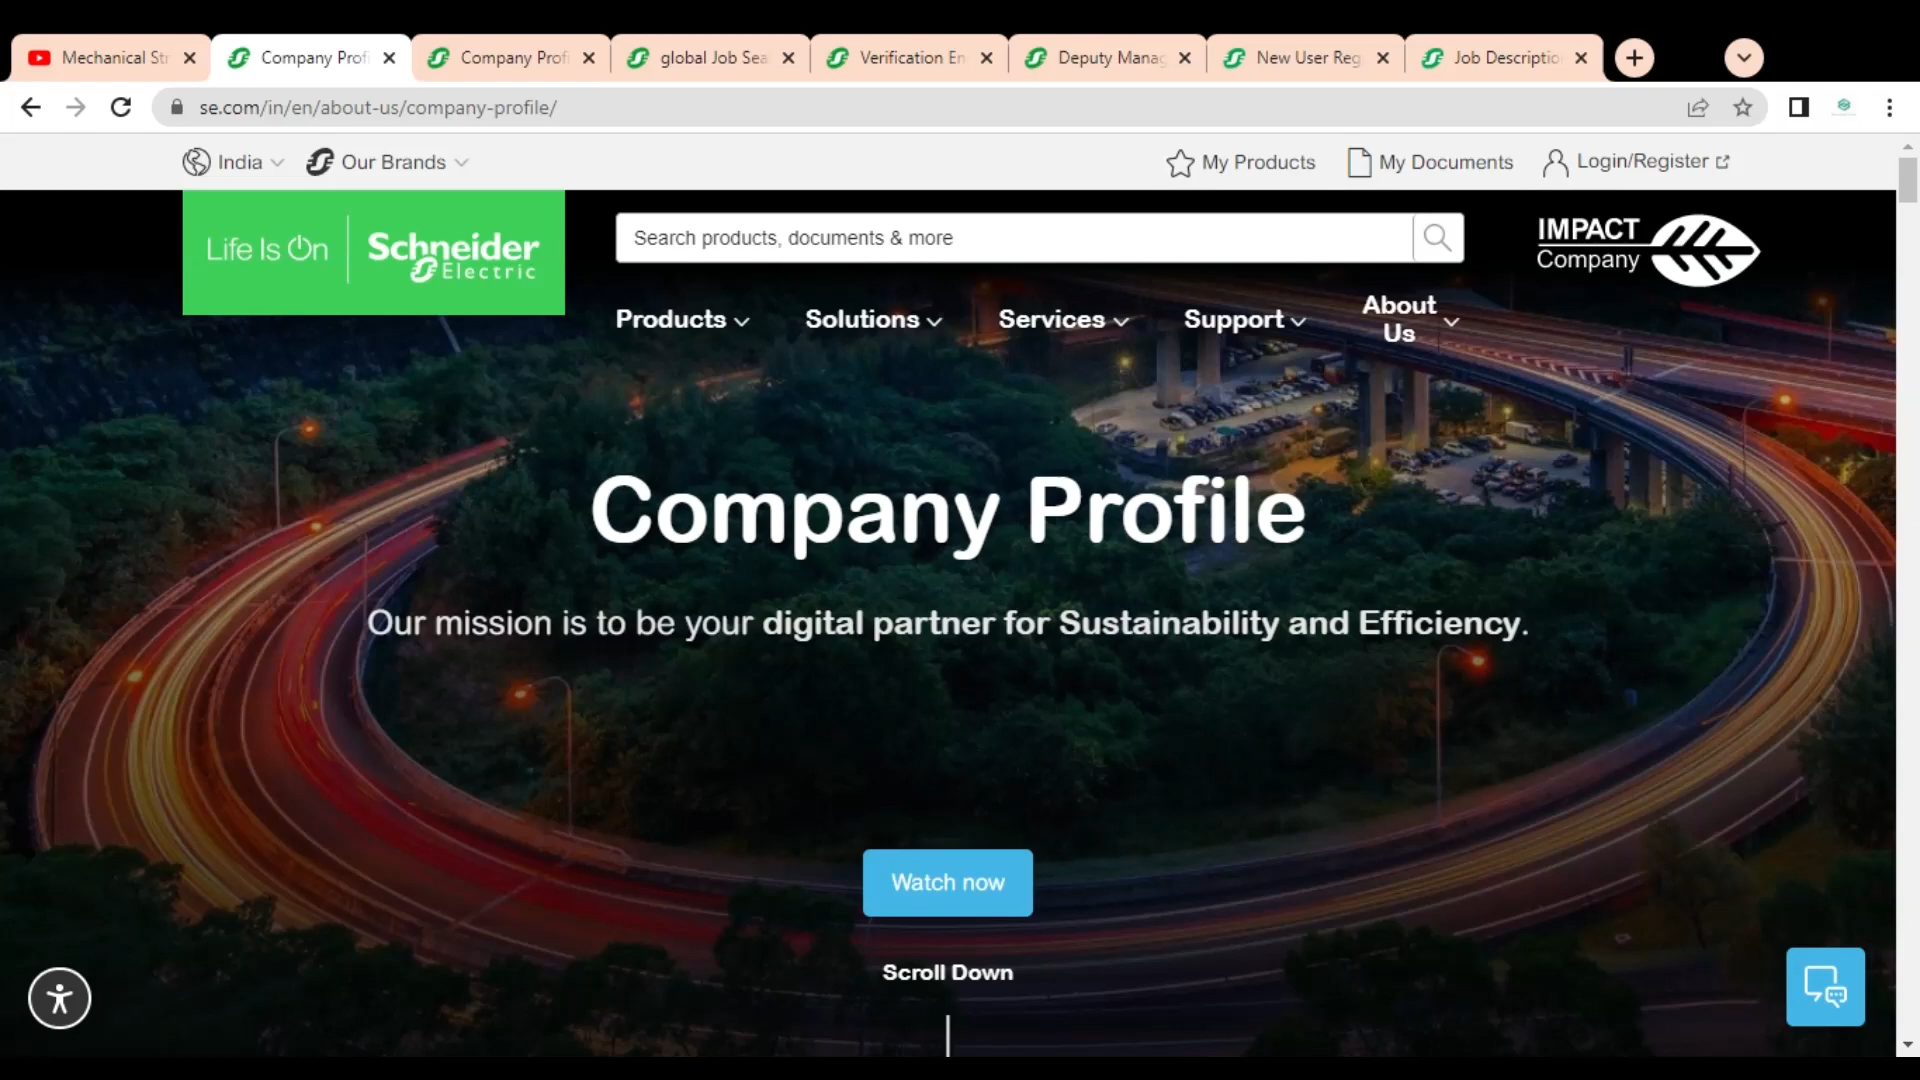 Mechanical Str
Company Profi
Company Profi
global Job Sea
Verification En
Deputy Manag
New User Reg
Job Descriptio
se.com/in/en/about-us/company-profile/
India
Our Brands
My Products
My Documents
Login/Register
Life Is On
Schneider
Electric
Search products, documents & more
IMPACT
Company
Products
Solutions
Services
Support
About
Us
Company Profile
Our mission is to be your digital partner for Sustainability and Efficiency.
Watch now
Scroll Down